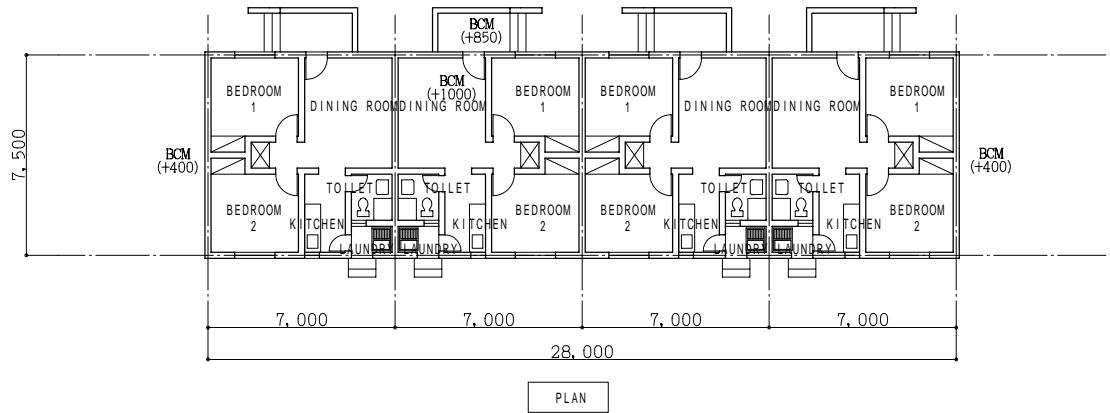 BCM
(+850)
BCM
(+1000)
BEDROOM
1
DINING ROOM
DINING ROOM
BEDROOM
1
BEDROOM
1
DINING ROOM
DINING ROOM
BEDROOM
1
7,500
BCM
(+400)
BCM
(+400)
TOILET
TOILET
TOILET
TOILET
BEDROOM
2
KITCHEN
KITCHEN
BEDROOM
2
BEDROOM
2
KITCHEN
KITCHEN
BEDROOM
2
LAUNDRY
LAUNDRY
LAUNDRY
LAUNDRY
7,000
7,000
7,000
7,000
28,000
PLAN